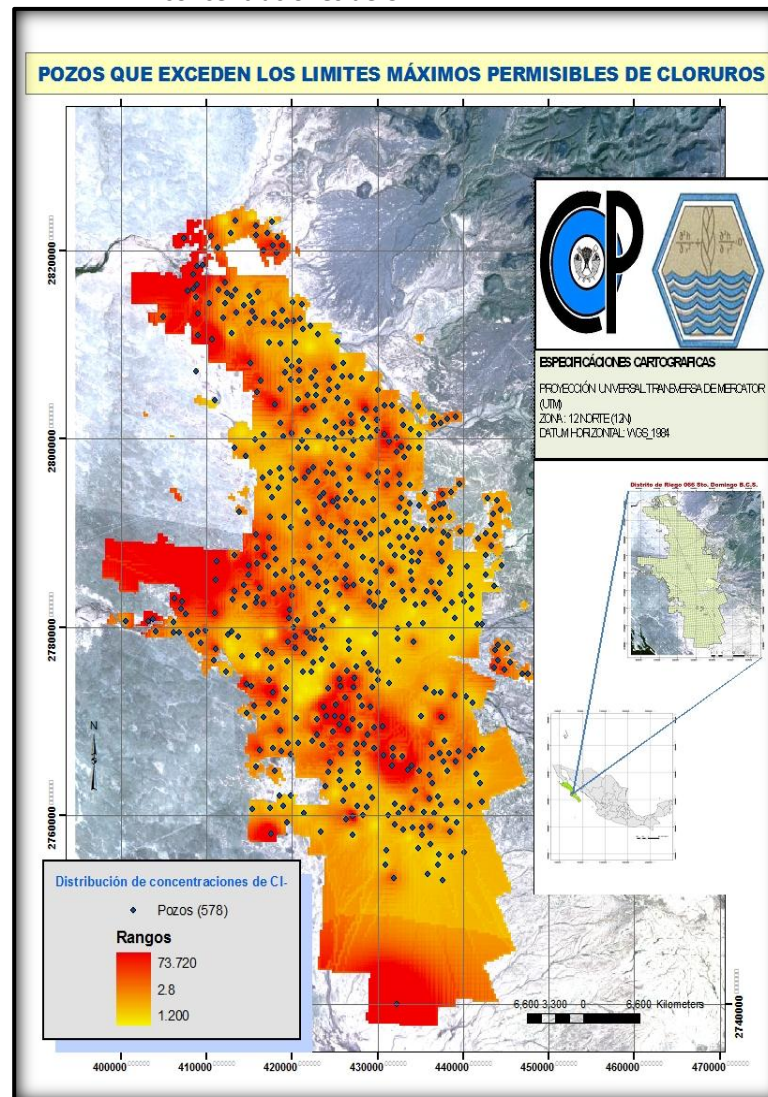 POZOS QUE EXCEDEN LOS LIMITES MÁXIMOS PERMISIBLES DE CLORUROS
2820000
2800000
2780000
2760000
2740000
ESPECIFICÁCIONES CARTOGRAFICAS
PROYECCIÓN UNIVERSAL TRANSVERSA DE MERCATOR
(UTM)
ZONA : 12 NORTE (12N)
DATUM HORIZONTAL: WGS_1984
Distrito de Riego 066 Sto. Domingo B.C.S.
N
Distribución de concentraciones de Cl-
Pozos (578)
Rangos
73.720
2.8
1.200
6,600 3,300 0 6,600 Kilometers
400000 410000 420000 430000 440000 450000 460000 470000